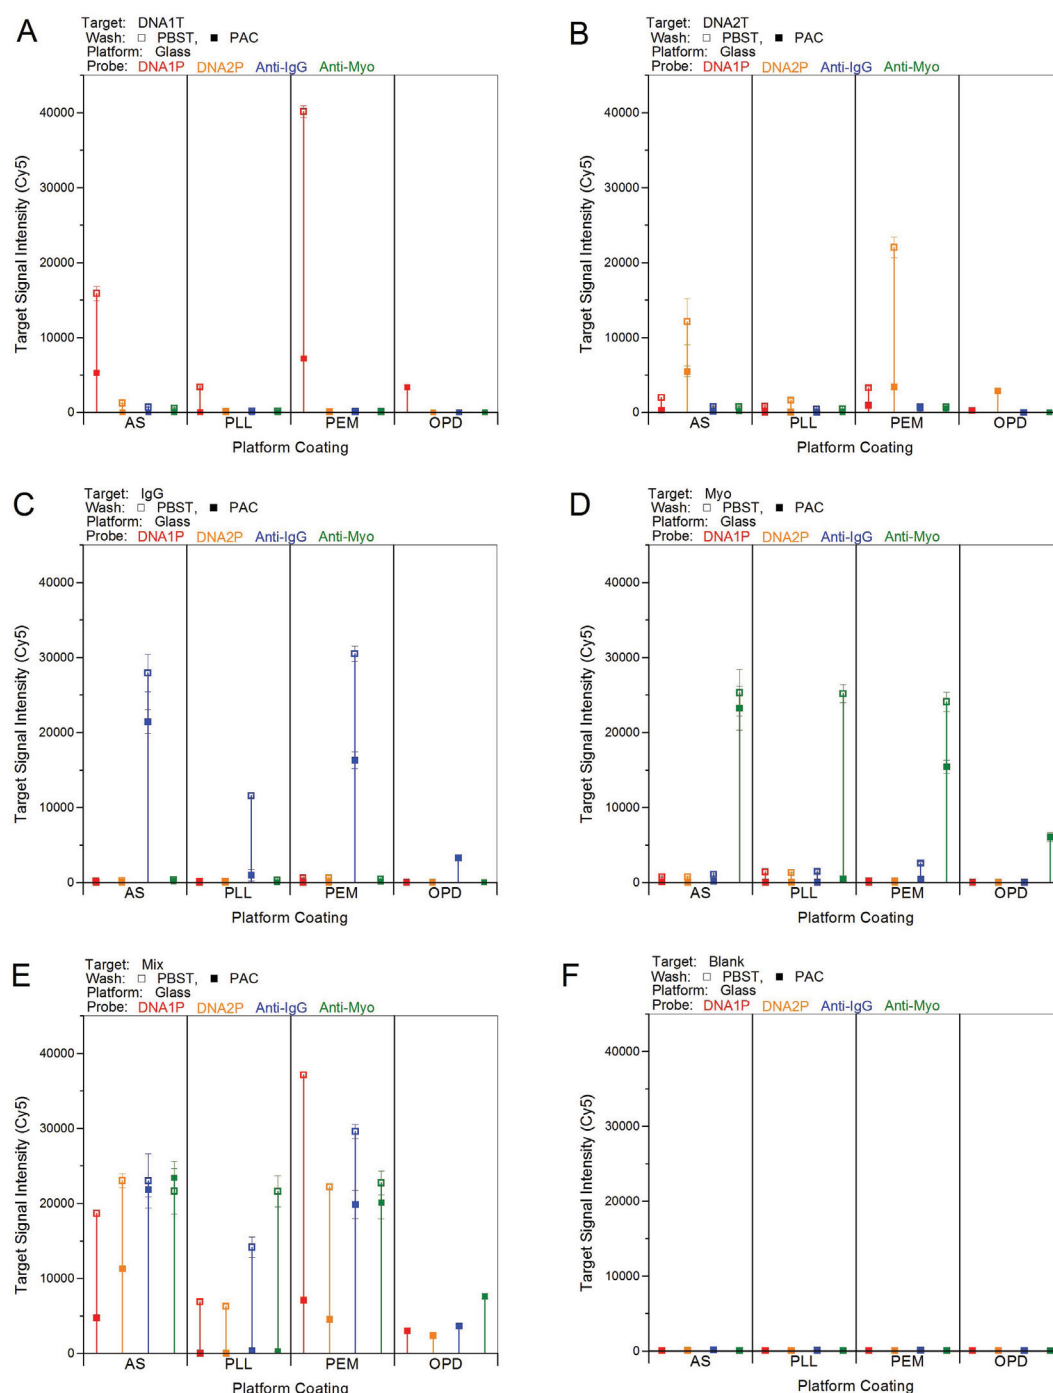 A
Target: DNA1T
Wash: □ PBST, ■ PAC
Platform: Glass
Probe: DNA1P DNA2P Anti-IgG Anti-Myo
Target Signal Intensity (Cy5)
40000
30000
20000
10000
0
AS PLL PEM OPD
Platform Coating
B
Target: DNA2T
Wash: □ PBST, ■ PAC
Platform: Glass
Probe: DNA1P DNA2P Anti-IgG Anti-Myo
Target Signal Intensity (Cy5)
40000
30000
20000
10000
0
AS PLL PEM OPD
Platform Coating
C
Target: IgG
Wash: □ PBST, ■ PAC
Platform: Glass
Probe: DNA1P DNA2P Anti-IgG Anti-Myo
Target Signal Intensity (Cy5)
40000
30000
20000
10000
0
AS PLL PEM OPD
Platform Coating
D
Target: Myo
Wash: □ PBST, ■ PAC
Platform: Glass
Probe: DNA1P DNA2P Anti-IgG Anti-Myo
Target Signal Intensity (Cy5)
40000
30000
20000
10000
0
AS PLL PEM OPD
Platform Coating
E
Target: Mix
Wash: □ PBST, ■ PAC
Platform: Glass
Probe: DNA1P DNA2P Anti-IgG Anti-Myo
Target Signal Intensity (Cy5)
40000
30000
20000
10000
0
AS PLL PEM OPD
Platform Coating
F
Target: Blank
Wash: □ PBST, ■ PAC
Platform: Glass
Probe: DNA1P DNA2P Anti-IgG Anti-Myo
Target Signal Intensity (Cy5)
40000
30000
20000
10000
0
AS PLL PEM OPD
Platform Coating